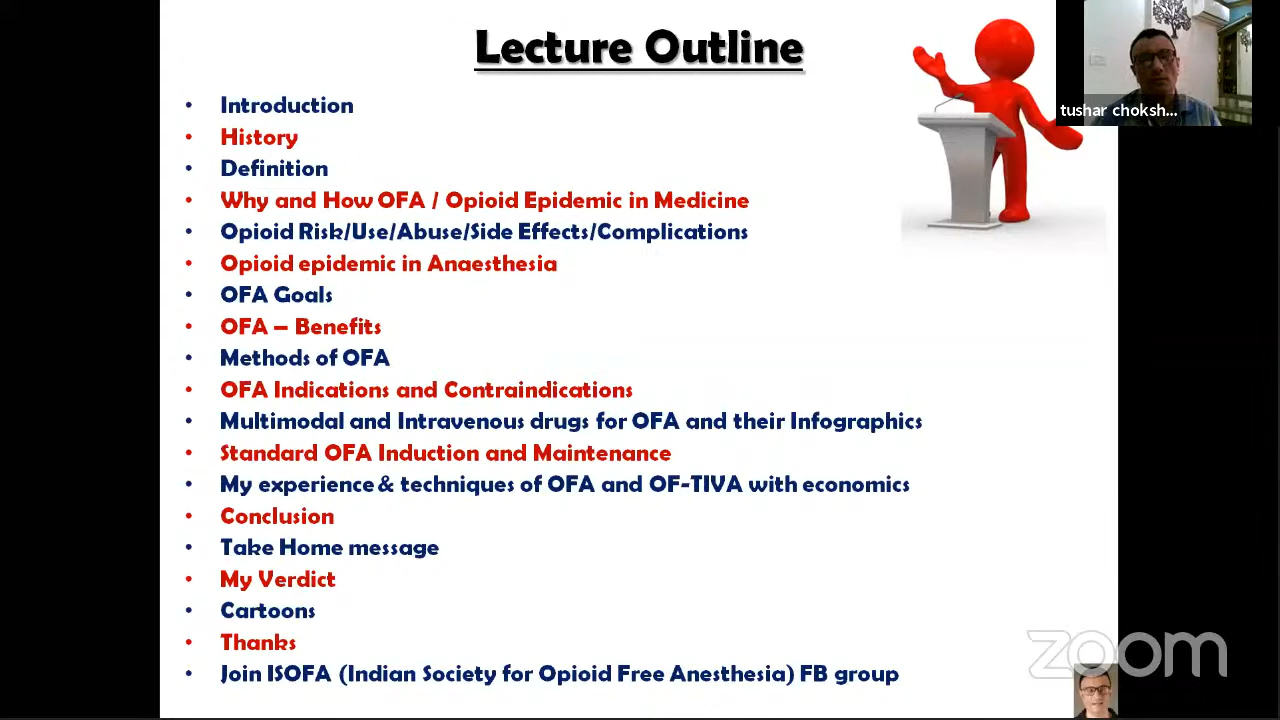 Lecture Outline
tushar choksh...
• Introduction
• History
• Definition
• Why and How OFA / Opioid Epidemic in Medicine
• Opioid Risk/Use/Abuse/Side Effects/Complications
• Opioid epidemic in Anaesthesia
• OFA Goals
• OFA – Benefits
• Methods of OFA
• OFA Indications and Contraindications
• Multimodal and Intravenous drugs for OFA and their Infographics
• Standard OFA Induction and Maintenance
• My experience & techniques of OFA and OF-TIVA with economics
• Conclusion
• Take Home message
• My Verdict
• Cartoons
• Thanks
• Join ISOFA (Indian Society for Opioid Free Anesthesia) FB group
zoom